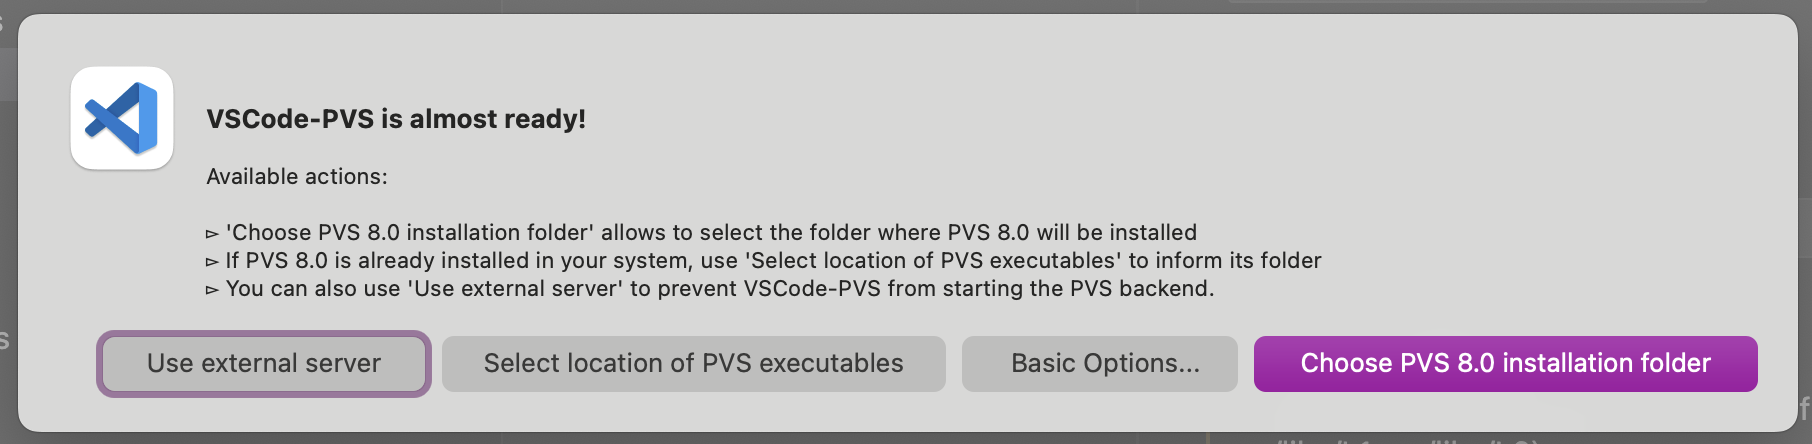 VSCode-PVS is almost ready!
Available actions:
▻ 'Choose PVS 8.0 installation folder' allows to select the folder where PVS 8.0 will be installed
▻ If PVS 8.0 is already installed in your system, use 'Select location of PVS executables' to inform its folder
▻ You can also use 'Use external server' to prevent VSCode-PVS from starting the PVS backend.
Use external server
Select location of PVS executables
Basic Options...
Choose PVS 8.0 installation folder